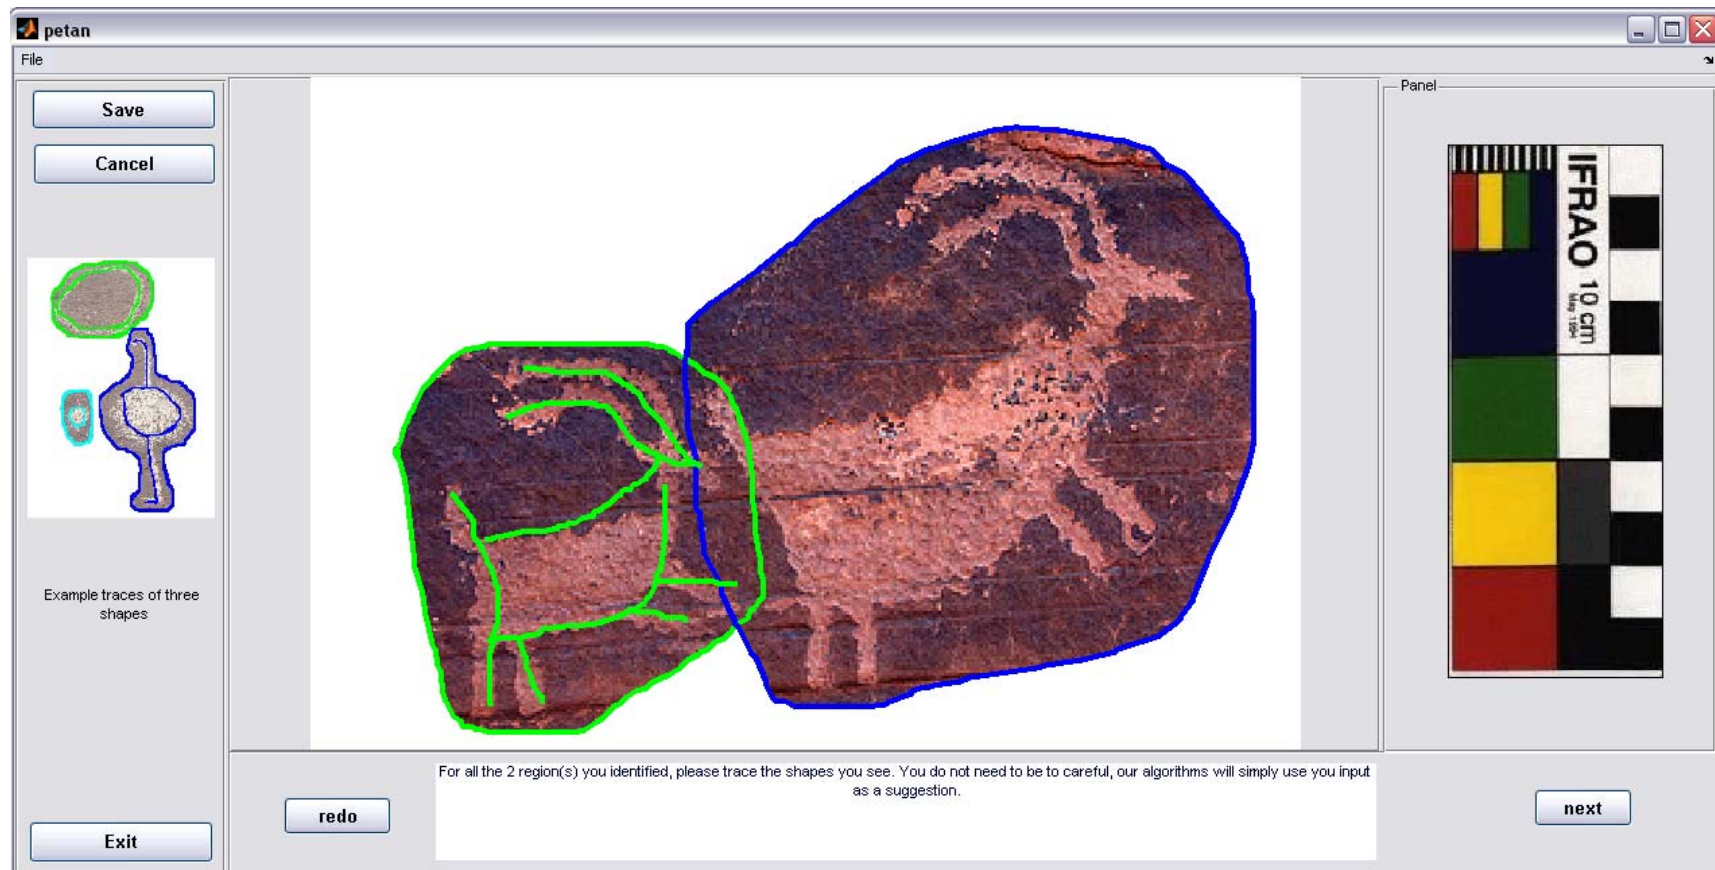 petan
File
Save
Cancel
Example traces of three
shapes
Exit
For all the 2 region(s) you identified, please trace the shapes you see. You do not need to be to careful, our algorithms will simply use you input
as a suggestion.
redo
next
Panel
IFRAO 10 cm